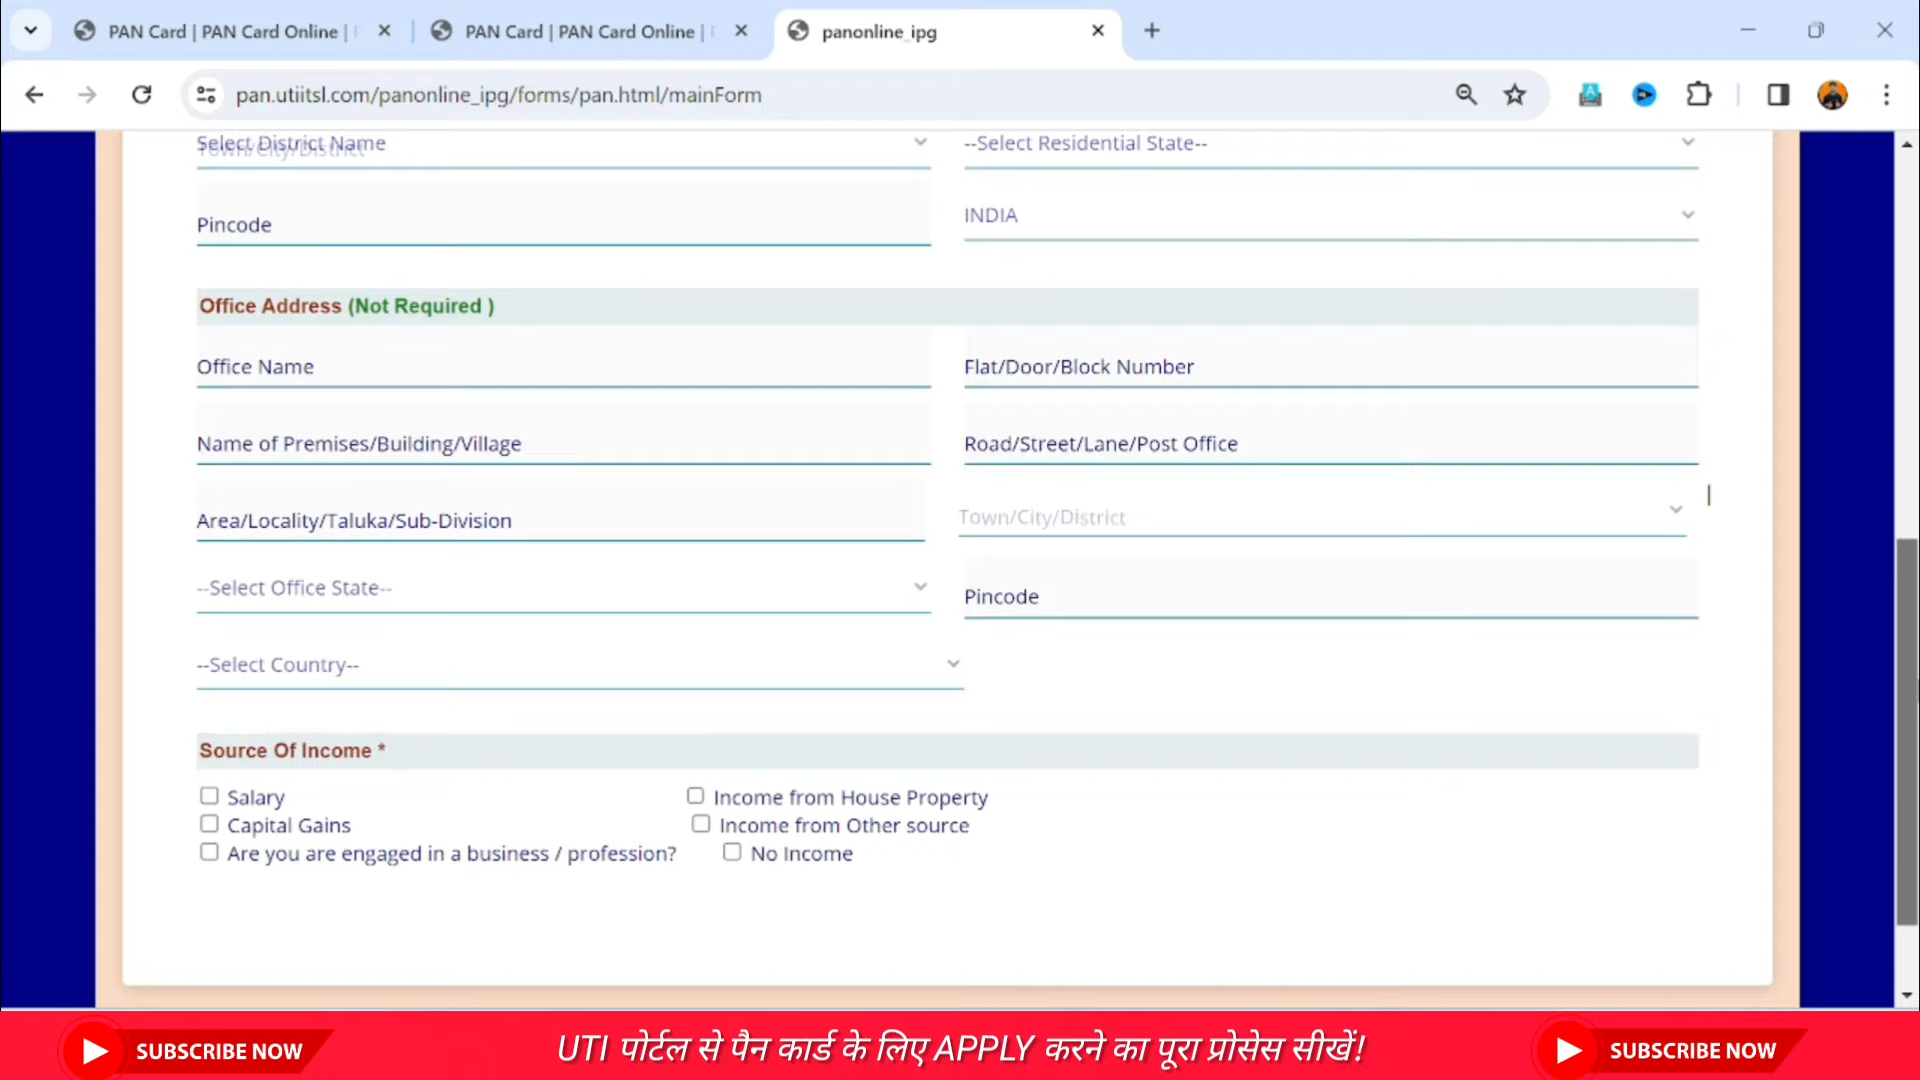 PAN Card | PAN Card Online |
PAN Card | PAN Card Online |
panonline_ipg
pan.utiitsl.com/panonline_ipg/forms/pan.html/mainForm
Select District Name
Town/City/District
--Select Residential State--
Pincode
INDIA
Office Address (Not Required )
Office Name
Flat/Door/Block Number
Name of Premises/Building/Village
Road/Street/Lane/Post Office
Area/Locality/Taluka/Sub-Division
Town/City/District
--Select Office State--
Pincode
--Select Country--
Source Of Income *
Salary
Income from House Property
Capital Gains
Income from Other source
Are you are engaged in a business / profession?
No Income
SUBSCRIBE NOW
UTI पोर्टल से पैन कार्ड के लिए APPLY करने का पूरा प्रोसेस सीखें!
SUBSCRIBE NOW